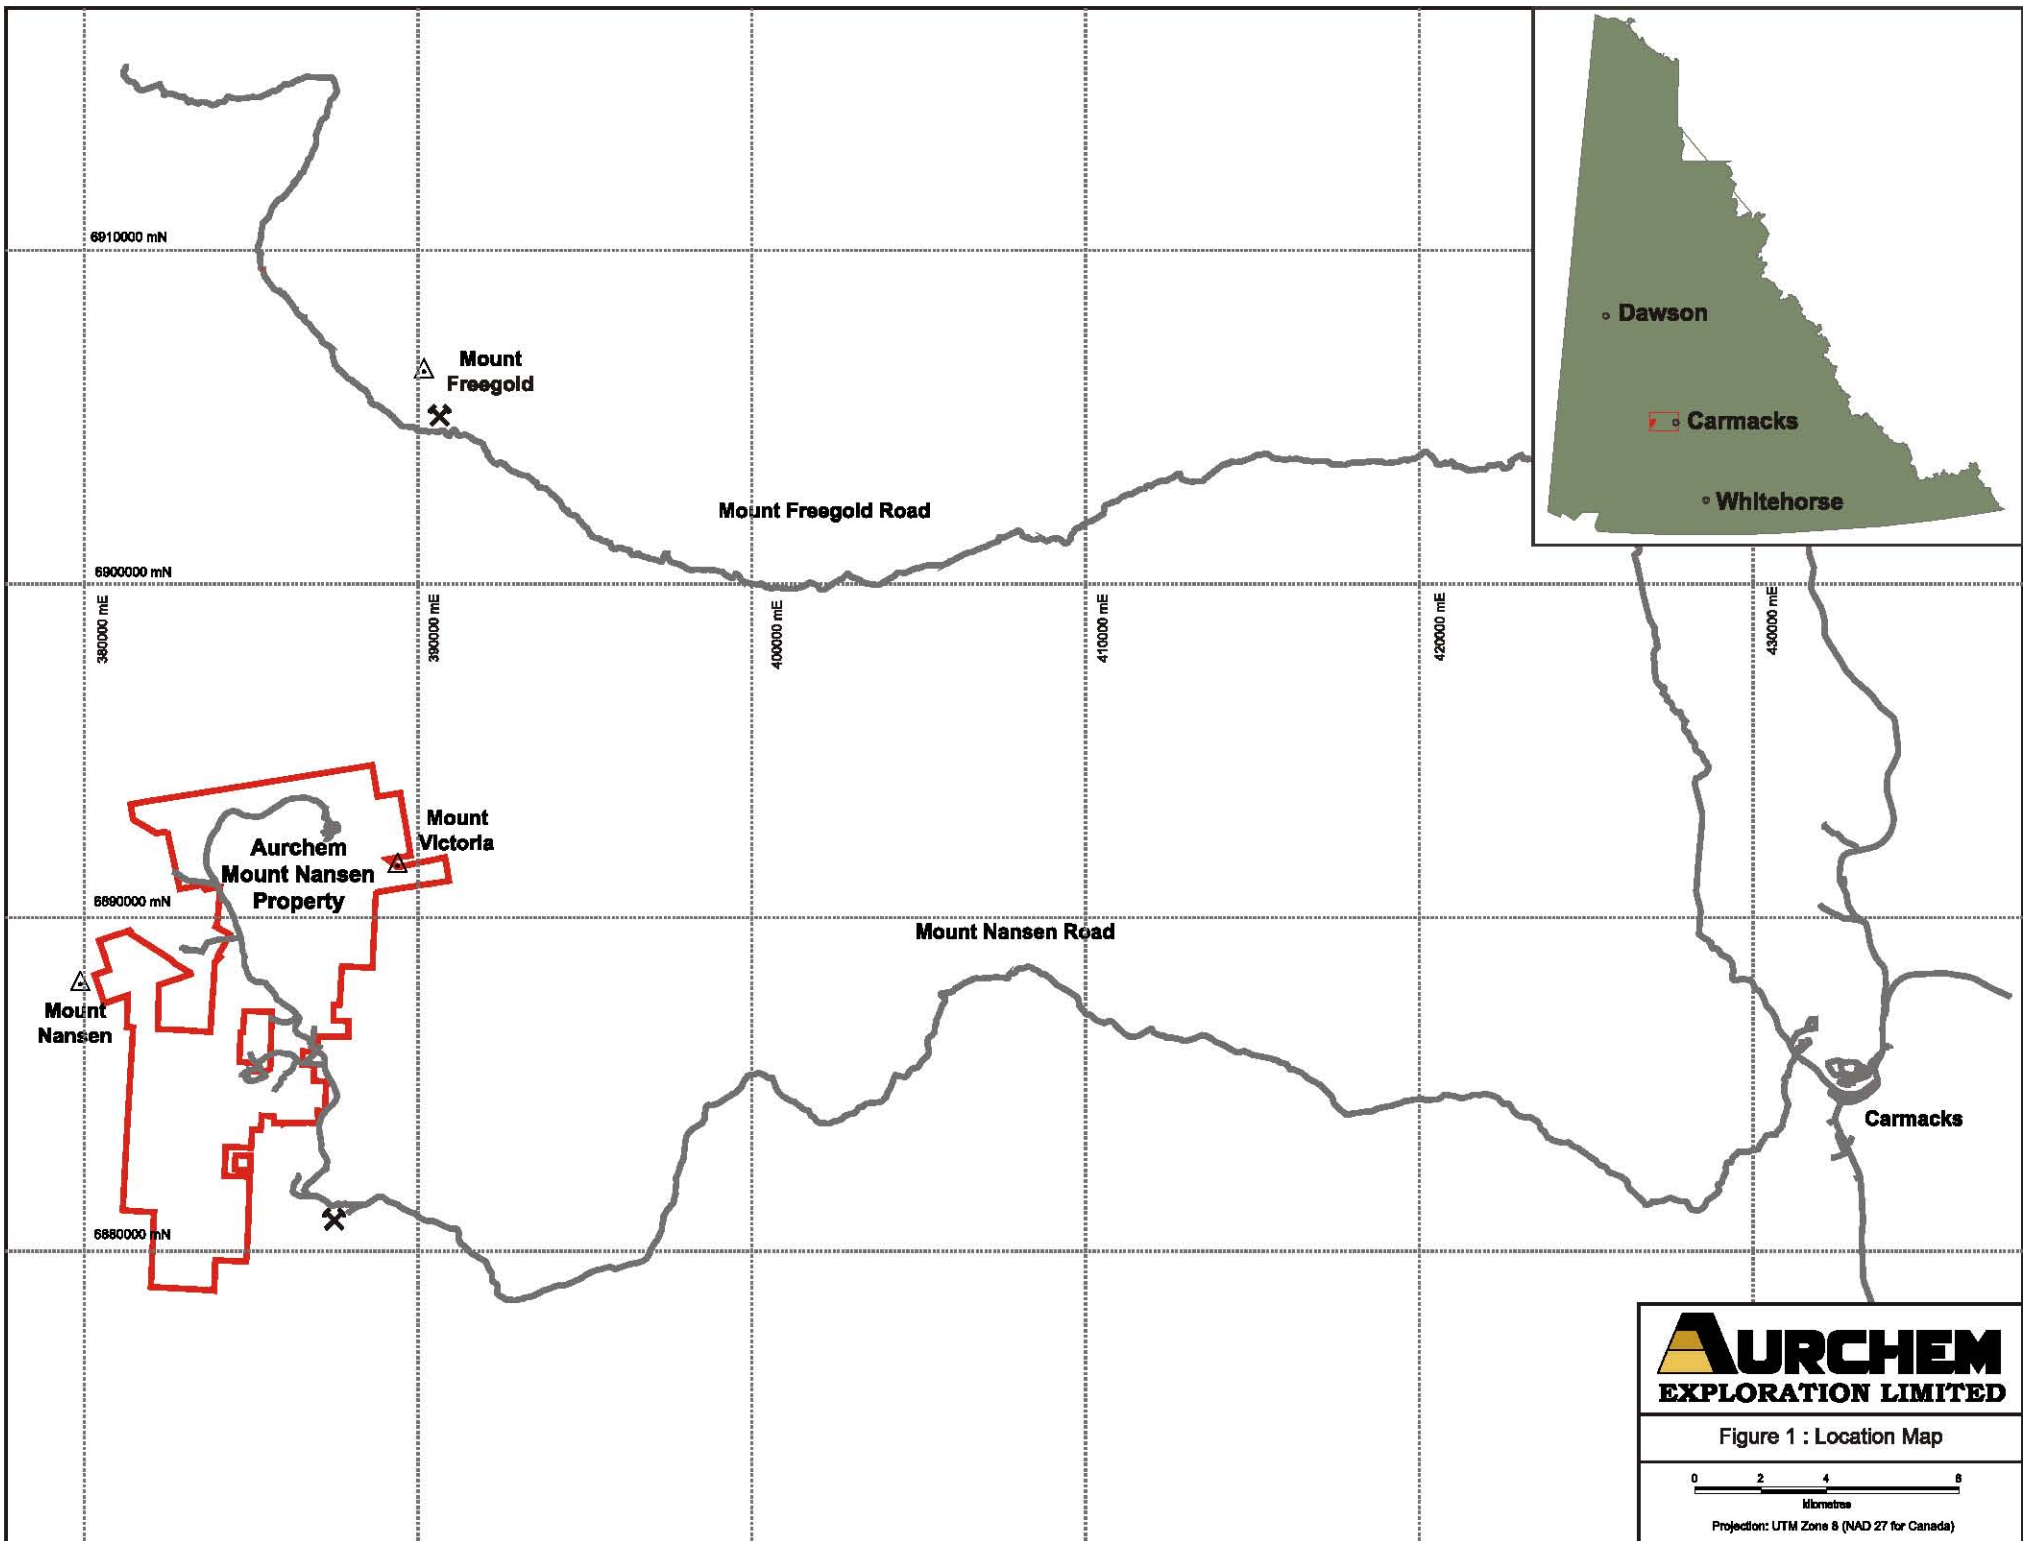 Dawson
Carmacks
Whitehorse
6910000 mN
Mount
Freegold
Mount Freegold Road
6900000 mN
380000 mE
390000 mE
400000 mE
410000 mE
420000 mE
430000 mE
Mount
Victoria
Aurchem
Mount Nansen
Property
6890000 mN
Mount Nansen Road
Mount
Nansen
Carmacks
6880000 mN
AURCHEM
EXPLORATION LIMITED
Figure 1 : Location Map
0 2 4 8
kilometres
Projection: UTM Zone 8 (NAD 27 for Canada)